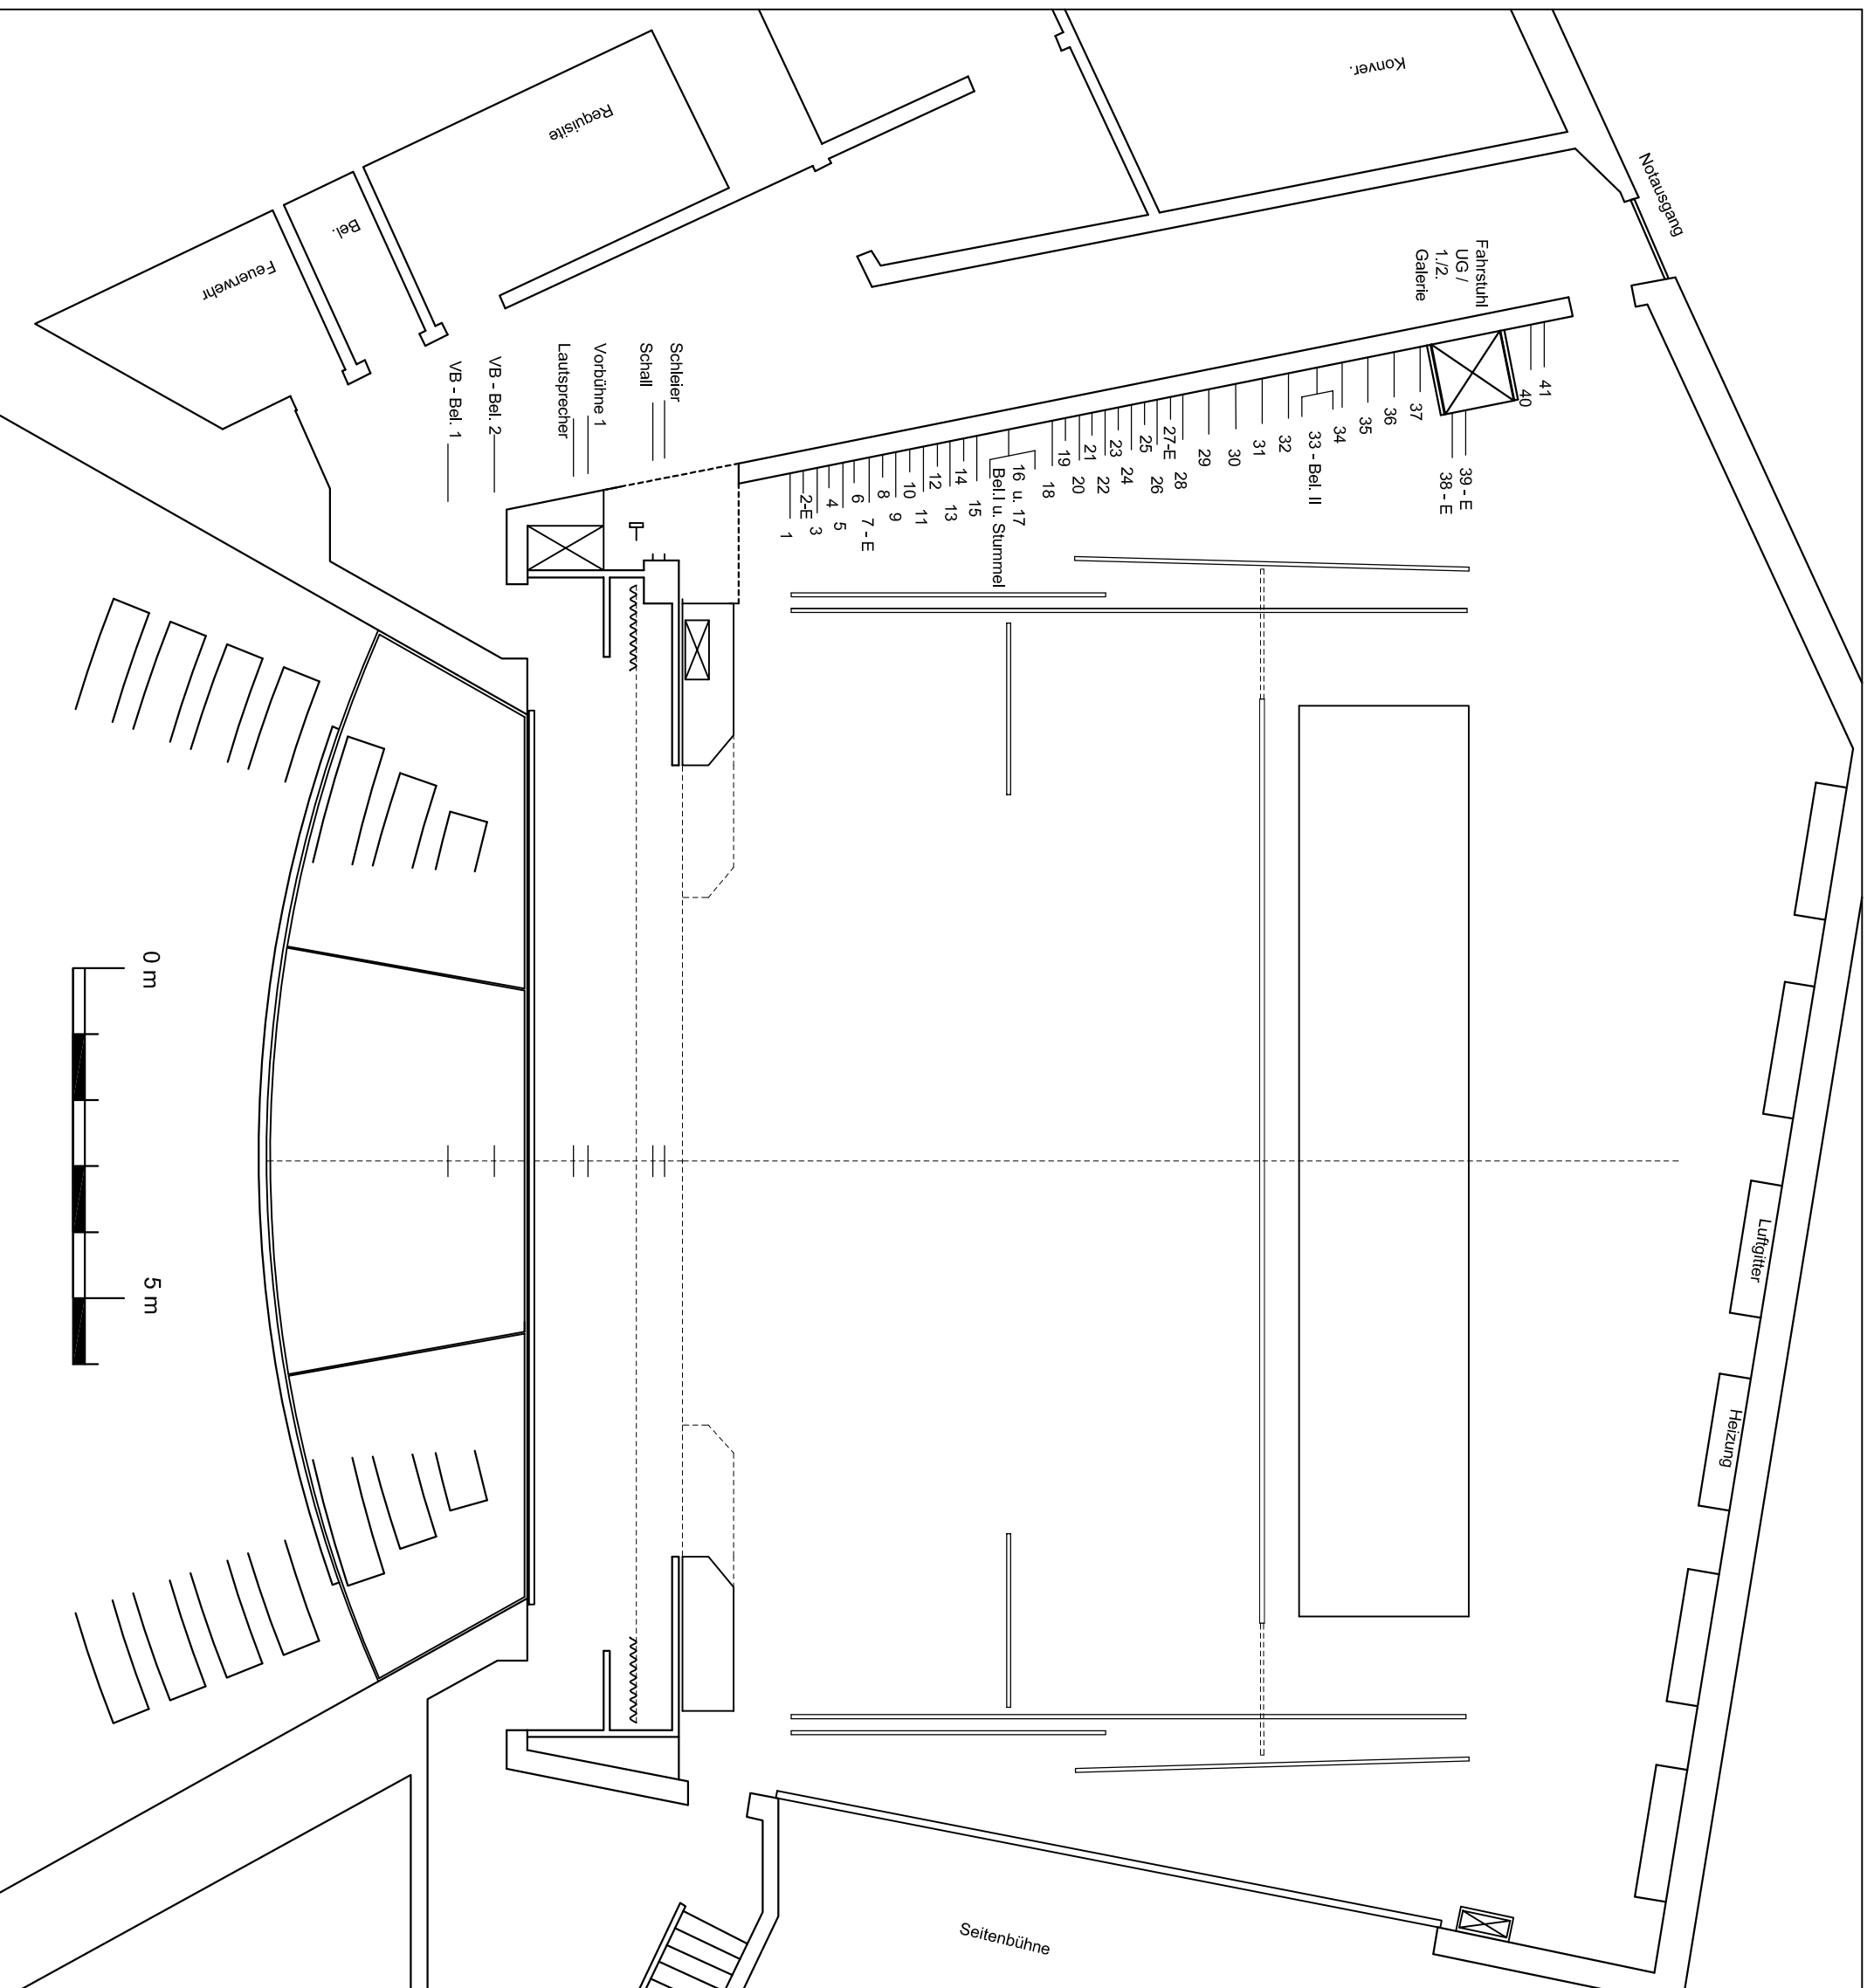 Konver.
Requisite
Bel.
Feuerwehr
Notausgang
Fahrstuhl
UG /
1./2.
Galerie
VB - Bel. 1
VB - Bel. 2
Lautsprecher
Vorbühne 1
Schall
Schleier
1
2-E
3
4
5
6
7 - E
8
9
10
11
12
13
14
15
16 u. 17
Bel.I u. Stummel
18
19
20
21
22
23
24
25
26
27-E
28
29
30
31
32
33 - Bel. II
34
35
36
37
38 - E
39 - E
40
41
0 m
5 m
Luftgitter
Heizung
Seitenbühne